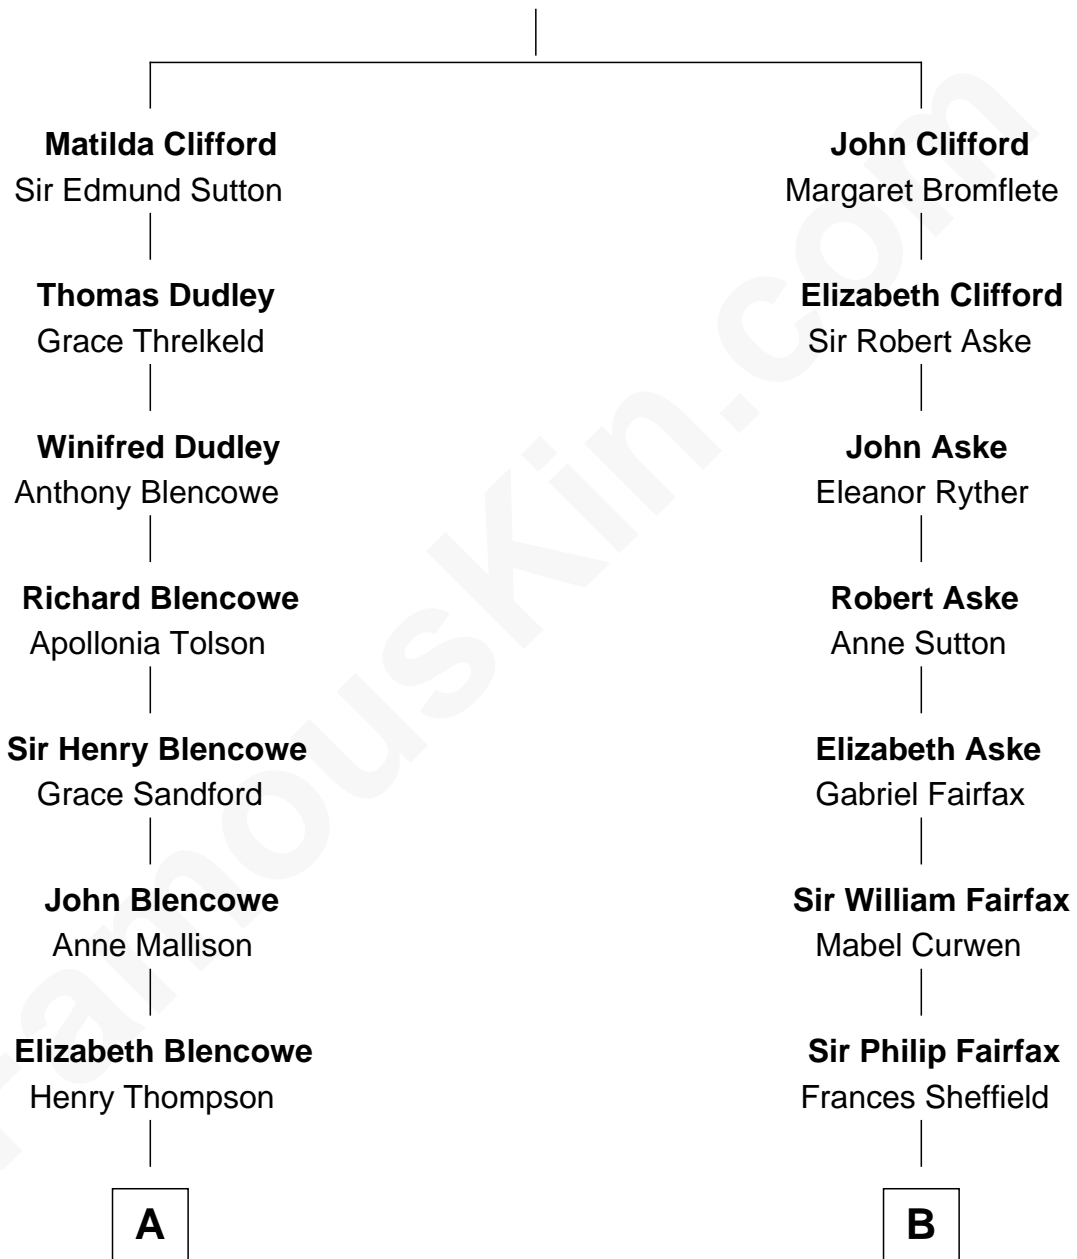 Matilda Clifford
Sir Edmund Sutton
Thomas Dudley
Grace Threlkeld
Winifred Dudley
Anthony Blencowe
Richard Blencowe
Apollonia Tolson
Sir Henry Blencowe
Grace Sandford
John Blencowe
Anne Mallison
Elizabeth Blencowe
Henry Thompson
A
John Clifford
Margaret Bromflete
Elizabeth Clifford
Sir Robert Aske
John Aske
Eleanor Ryther
Robert Aske
Anne Sutton
Elizabeth Aske
Gabriel Fairfax
Sir William Fairfax
Mabel Curwen
Sir Philip Fairfax
Frances Sheffield
B
FamousKin.com